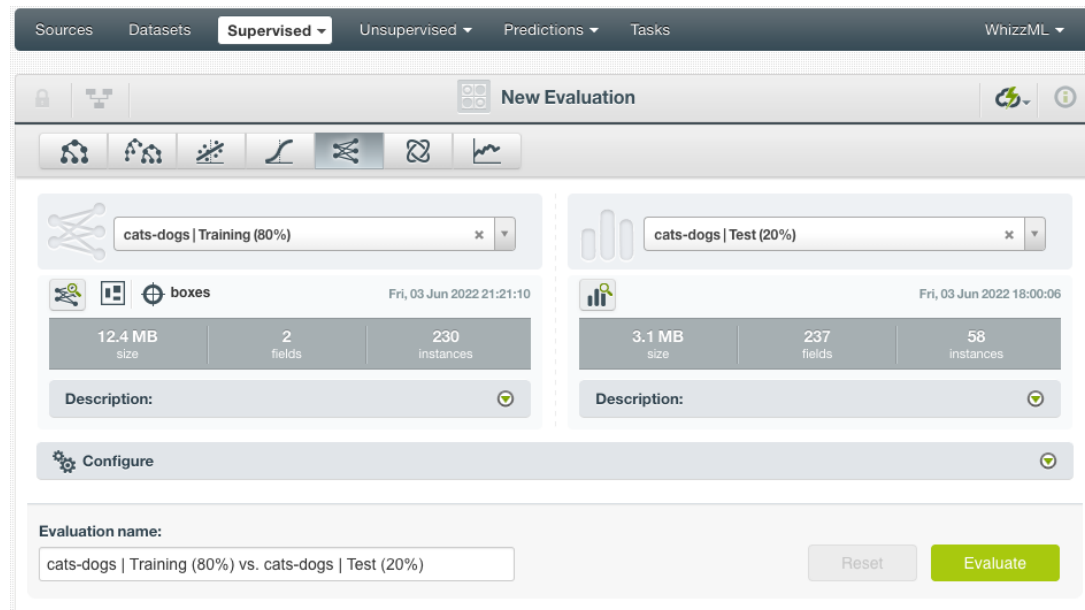 Sources Datasets Supervised Unsupervised Predictions Tasks WhizzML
New Evaluation
cats-dogs | Training (80%)
cats-dogs | Test (20%)
boxes Fri, 03 Jun 2022 21:21:10
Fri, 03 Jun 2022 18:00:06
12.4 MB 2 230
size fields instances
3.1 MB 237 58
size fields instances
Description:
Description:
Configure
Evaluation name:
cats-dogs | Training (80%) vs. cats-dogs | Test (20%)
Reset Evaluate